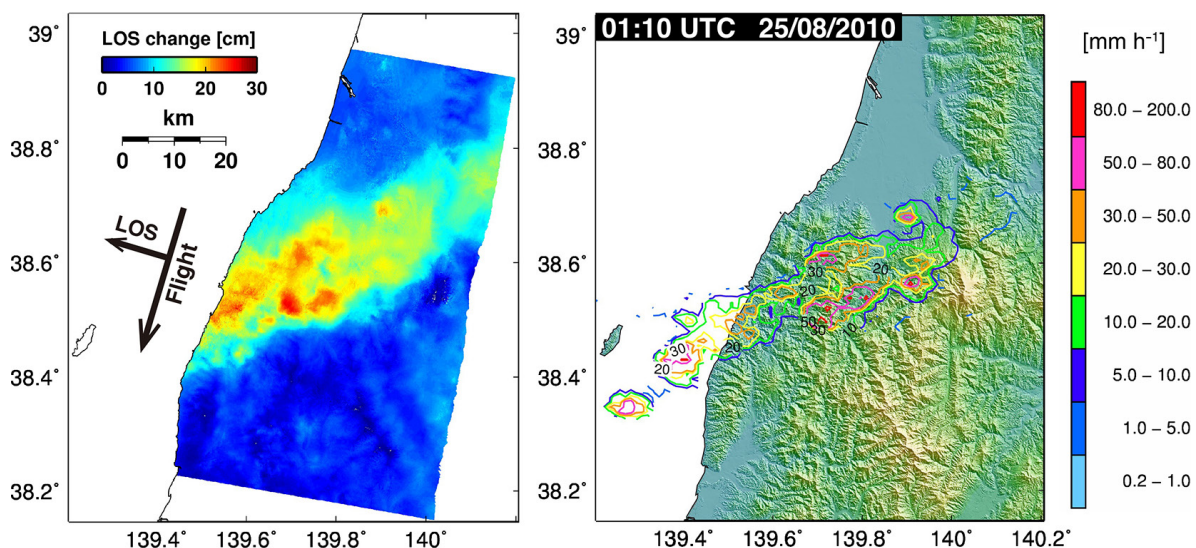 LOS change [cm]
0 10 20 30
km
0 10 20
LOS
Flight
39˚
38.8˚
38.6˚
38.4˚
38.2˚
139.4˚ 139.6˚ 139.8˚ 140˚
01:10 UTC 25/08/2010
39˚
38.8˚
38.6˚
38.4˚
38.2˚
30
20
20
20
50
30
10
20
30
20
139.4˚ 139.6˚ 139.8˚ 140.0˚ 140.2˚
[mm h⁻¹]
80.0 – 200.0
50.0 – 80.0
30.0 – 50.0
20.0 – 30.0
10.0 – 20.0
5.0 – 10.0
1.0 – 5.0
0.2 – 1.0